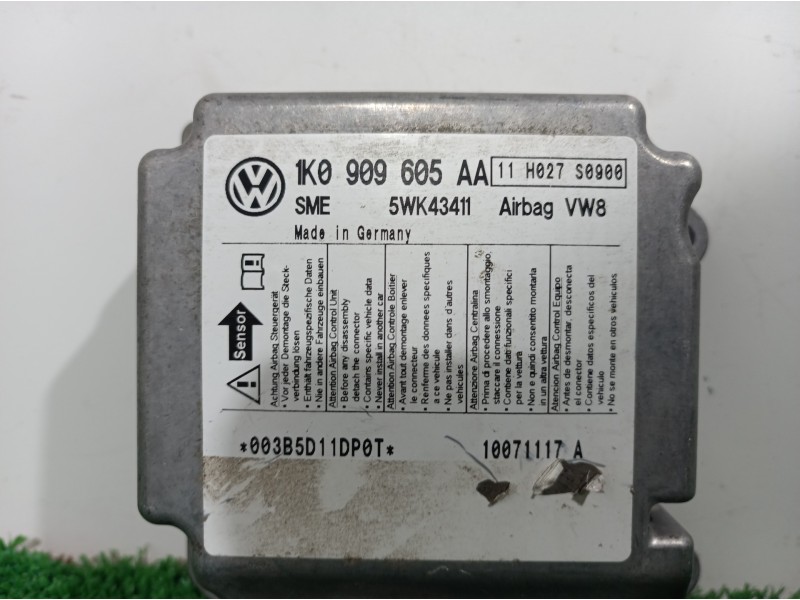 1K0 909 605 AA
11 H027 S0900
SME 5WK43411 Airbag VW8
Made in Germany
Sensor
Achtung Airbag Steuergerät
• Vor jeder Demontage die Steck-
verbindung lösen
• Enthält fahrzeugspezifische Daten
• Nie in andere Fahrzeuge einbauen
Attention Airbag Control Unit
• Before any disassembly
detach the connector
• Contains specific vehicle data
• Never install in another car
Attention Airbag Controle Boitier
• Avant tout demontage enlever
le connecteur
• Renferme des donnees specifiques
a ce vehicule
• Ne pas installer dans d'autres
vehicules
Attenzione Airbag Centralina
• Prima di procedere allo smontaggio,
staccare il connessione
• Contiene dati funzionali specifici
per la vettura
• Non e quindi consentito montarla
in un altra vettura
Atencion Airbag Control Equipo
• Antes de desmontar, desconecta
el conector
• Contiene datos especificos del
vehiculo
• No se monte en otros vehiculos
*003B5D11DP0T*
10071117 A